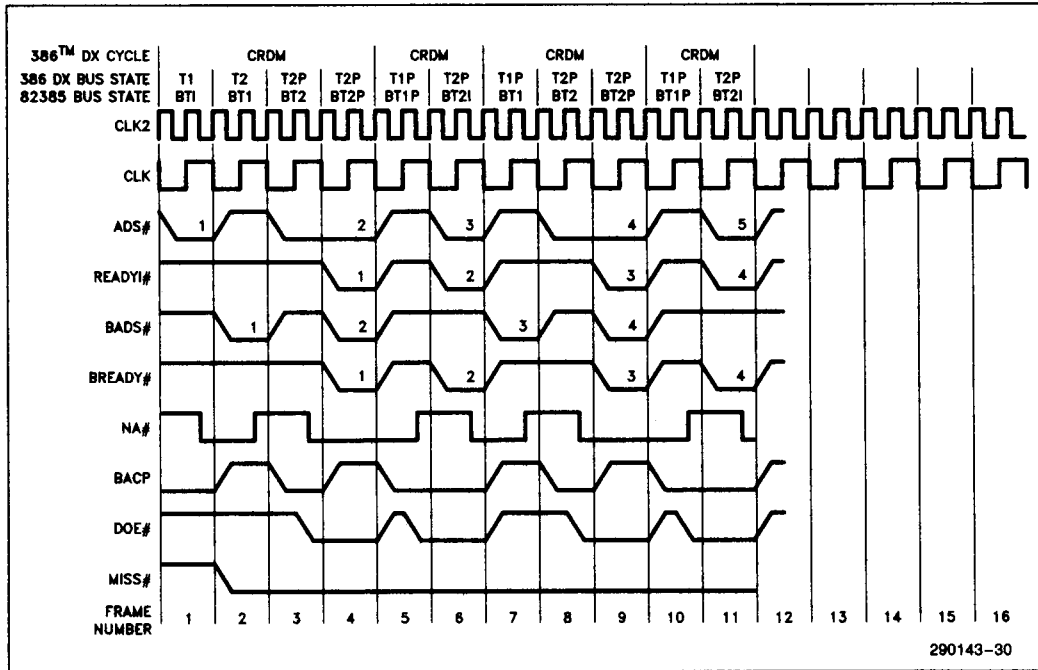 386TM DX CYCLE CRDM CRDM CRDM CRDM
386 DX BUS STATE T1 T2 T2P T2P T1P T2P T1P T2P T2P T1P T2P
82385 BUS STATE BTI BT1 BT2 BT2P BT1P BT2I BT1 BT2 BT2P BT1P BT2I
CLK2
CLK
ADS# 1 2 3 4 5
READYI# 1 2 3 4
BADS# 1 2 3 4
BREADY# 1 2 3 4
NA#
BACP
DOE#
MISS#
FRAME NUMBER 1 2 3 4 5 6 7 8 9 10 11 12 13 14 15 16
290143-30